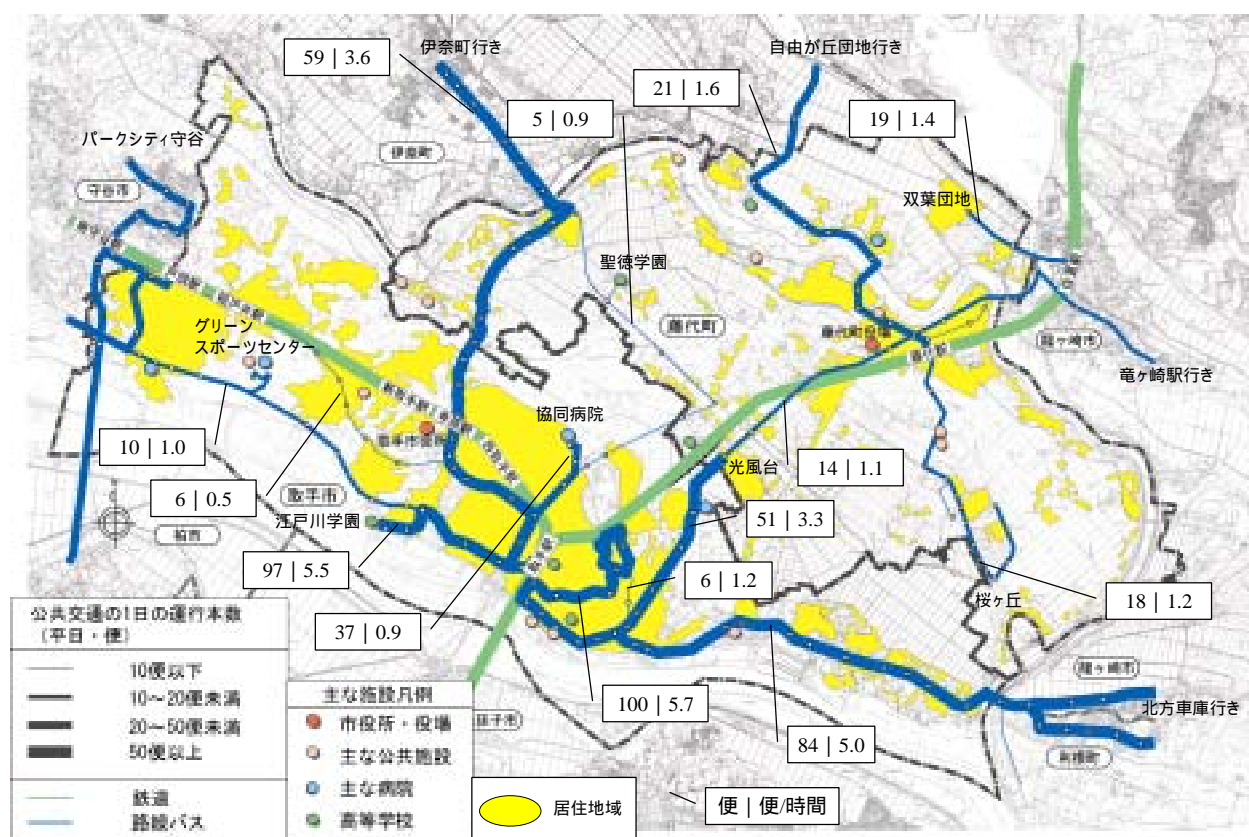 伊奈町行き
自由が丘団地行き
59 | 3.6
21 | 1.6
5 | 0.9
19 | 1.4
パークシティ守谷
伊奈町
守谷市
双葉団地
聖徳学園
藤代町
グリーン
スポーツセンター
藤代町役場
龍ヶ崎市
竜ヶ崎駅行き
協同病院
取手市役所
10 | 1.0
光風台
14 | 1.1
6 | 0.5
取手市
51 | 3.3
江戸川学園
柏市
97 | 5.5
6 | 1.2
桜ヶ丘
18 | 1.2
37 | 0.9
龍ヶ崎市
100 | 5.7
北方車庫行き
84 | 5.0
公共交通の1日の運行本数
(平日・便)
10便以下
10～20便未満
20～50便未満
50便以上
鉄道
路線バス
主な施設凡例
市役所・役場
主な公共施設
主な病院
高等学校
居住地域
便 | 便/時間